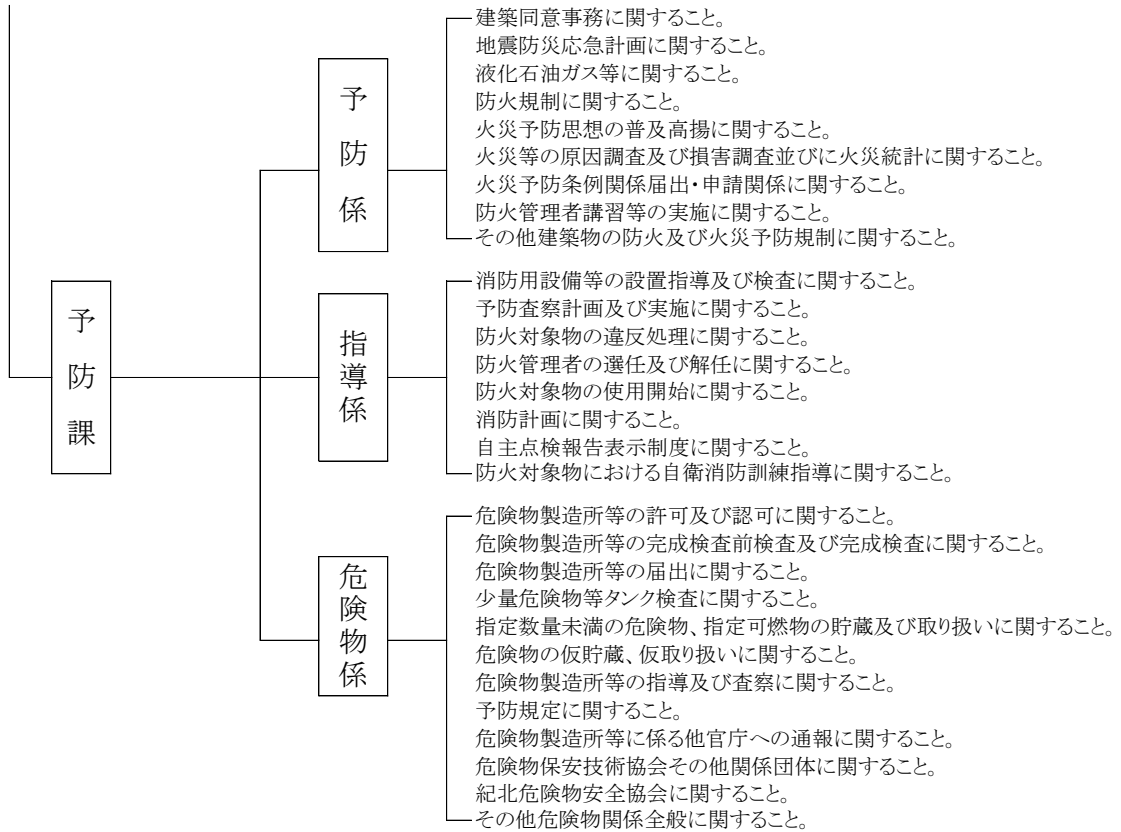 予防課
予防係
建築同意事務に関すること。
地震防災応急計画に関すること。
液化石油ガス等に関すること。
防火規制に関すること。
火災予防思想の普及高揚に関すること。
火災等の原因調査及び損害調査並びに火災統計に関すること。
火災予防条例関係届出・申請関係に関すること。
防火管理者講習等の実施に関すること。
その他建築物の防火及び火災予防規制に関すること。
指導係
消防用設備等の設置指導及び検査に関すること。
予防査察計画及び実施に関すること。
防火対象物の違反処理に関すること。
防火管理者の選任及び解任に関すること。
防火対象物の使用開始に関すること。
消防計画に関すること。
自主点検報告表示制度に関すること。
防火対象物における自衛消防訓練指導に関すること。
危険物係
危険物製造所等の許可及び認可に関すること。
危険物製造所等の完成検査前検査及び完成検査に関すること。
危険物製造所等の届出に関すること。
少量危険物等タンク検査に関すること。
指定数量未満の危険物、指定可燃物の貯蔵及び取り扱いに関すること。
危険物の仮貯蔵、仮取り扱いに関すること。
危険物製造所等の指導及び査察に関すること。
予防規定に関すること。
危険物製造所等に係る他官庁への通報に関すること。
危険物保安技術協会その他関係団体に関すること。
紀北危険物安全協会に関すること。
その他危険物関係全般に関すること。